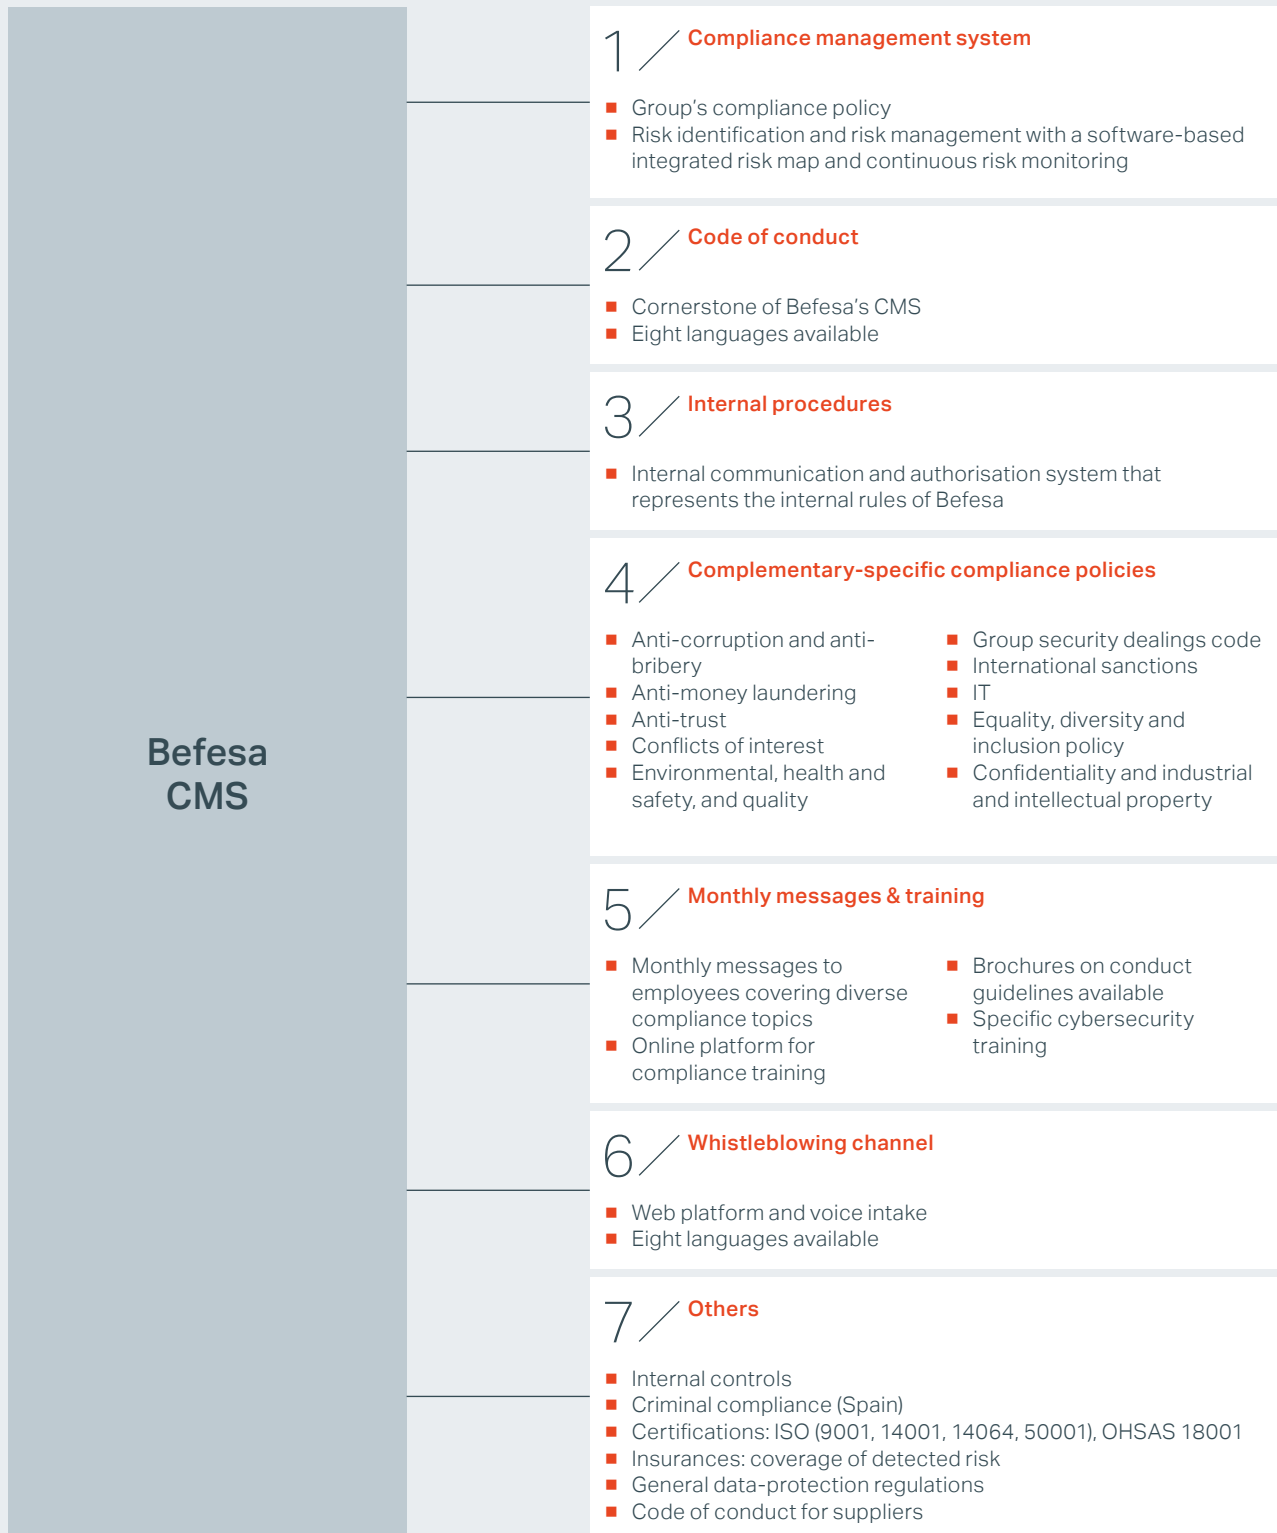 Befesa
CMS
1 / Compliance management system
■ Group’s compliance policy
■ Risk identification and risk management with a software-based
integrated risk map and continuous risk monitoring
2 / Code of conduct
■ Cornerstone of Befesa’s CMS
■ Eight languages available
3 / Internal procedures
■ Internal communication and authorisation system that
represents the internal rules of Befesa
4 / Complementary-specific compliance policies
■ Anti-corruption and anti-
bribery
■ Anti-money laundering
■ Anti-trust
■ Conflicts of interest
■ Environmental, health and
safety, and quality
■ Group security dealings code
■ International sanctions
■ IT
■ Equality, diversity and
inclusion policy
■ Confidentiality and industrial
and intellectual property
5 / Monthly messages & training
■ Monthly messages to
employees covering diverse
compliance topics
■ Online platform for
compliance training
■ Brochures on conduct
guidelines available
■ Specific cybersecurity
training
6 / Whistleblowing channel
■ Web platform and voice intake
■ Eight languages available
7 / Others
■ Internal controls
■ Criminal compliance (Spain)
■ Certifications: ISO (9001, 14001, 14064, 50001), OHSAS 18001
■ Insurances: coverage of detected risk
■ General data-protection regulations
■ Code of conduct for suppliers